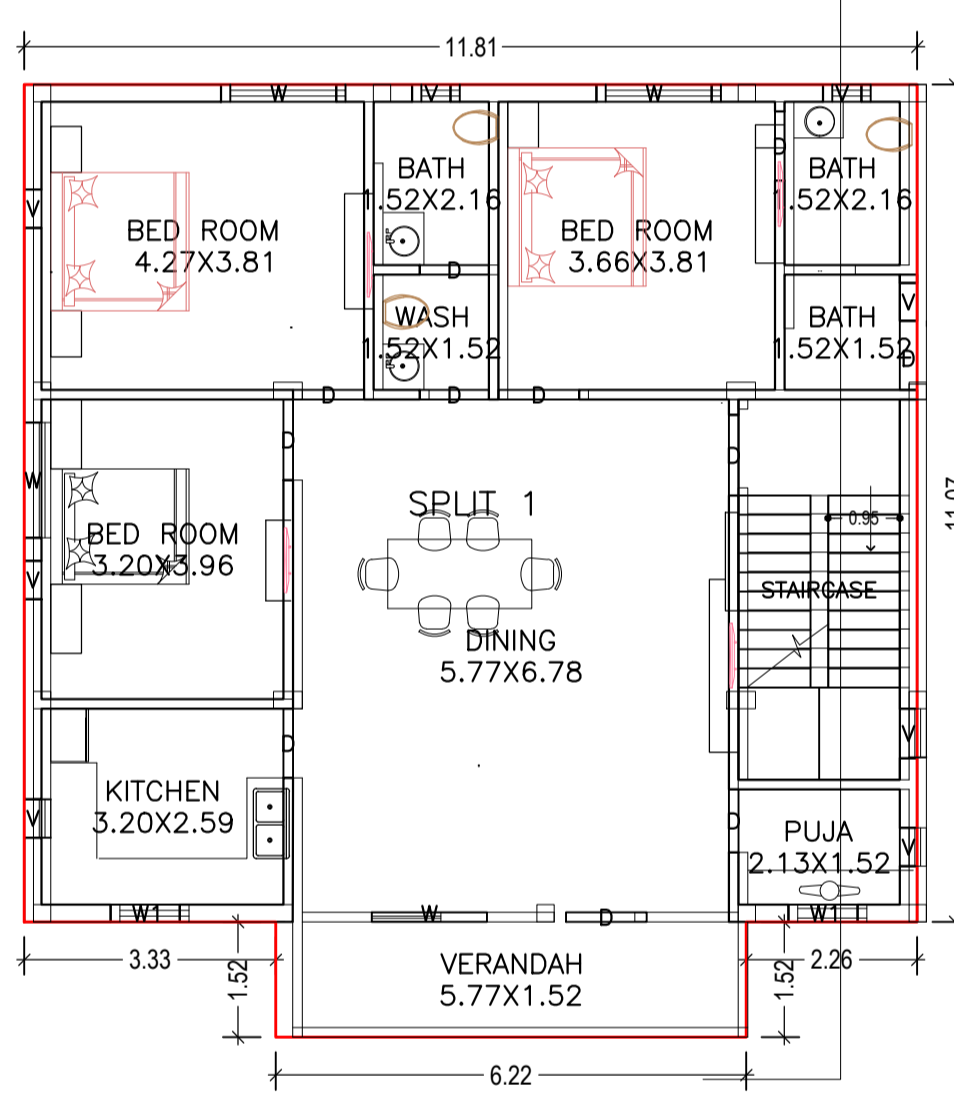 11.81
W
V
W
V
BATH
1.52X2.16
D
BATH
1.52X2.16
V
BED ROOM
4.27X3.81
BED ROOM
3.66X3.81
D
WASH
1.52X1.52
V
BATH
1.52X1.52
D
D
D
D
D
D
W
SPLIT 1
0.95
11.07
BED ROOM
3.20X3.96
V
STAIRCASE
DINING
5.77X6.78
D
V
KITCHEN
3.20X2.59
V
D
PUJA
2.13X1.52
V
W1
W
D
W1
3.33
1.52
VERANDAH
5.77X1.52
1.52
2.26
6.22